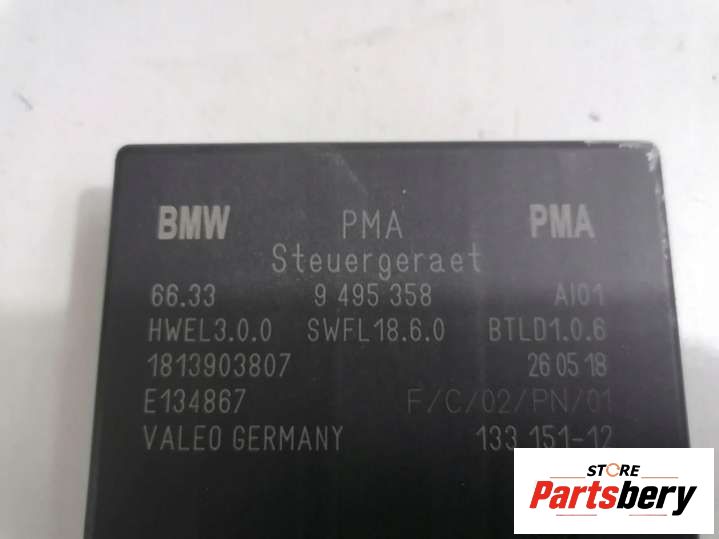 BMW PMA PMA
Steuergeraet
66.33 9 495 358 AI01
HWEL3.0.0 SWFL18.6.0 BTLD1.0.6
1813903807 26 05 18
E134867 F/C/02/PN/01
VALEO GERMANY 133 151-12
STORE
Partsbery